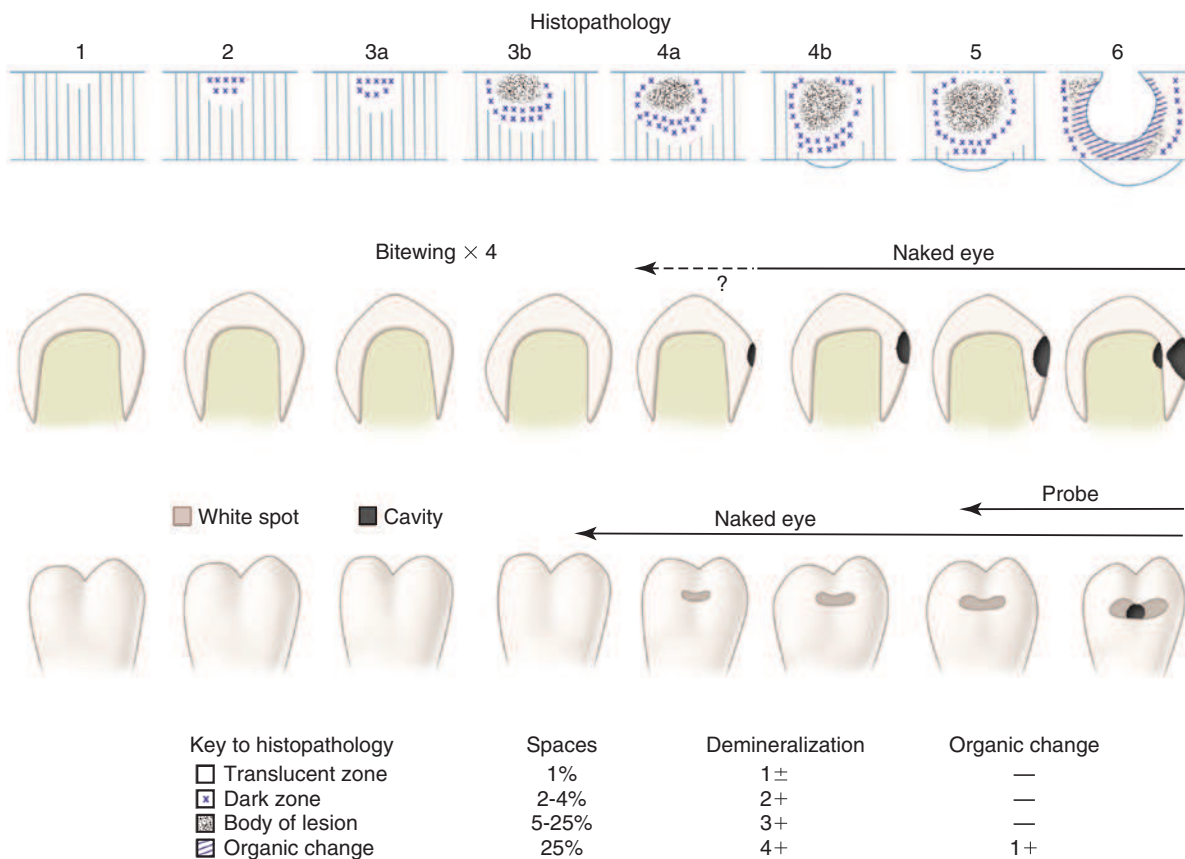 Histopathology
1 2 3a 3b 4a 4b 5 6
Bitewing × 4
Naked eye
?
Probe
White spot Cavity
Naked eye
Key to histopathology Spaces Demineralization Organic change
Translucent zone 1% 1± —
Dark zone 2-4% 2+ —
Body of lesion 5-25% 3+ —
Organic change 25% 4+ 1+